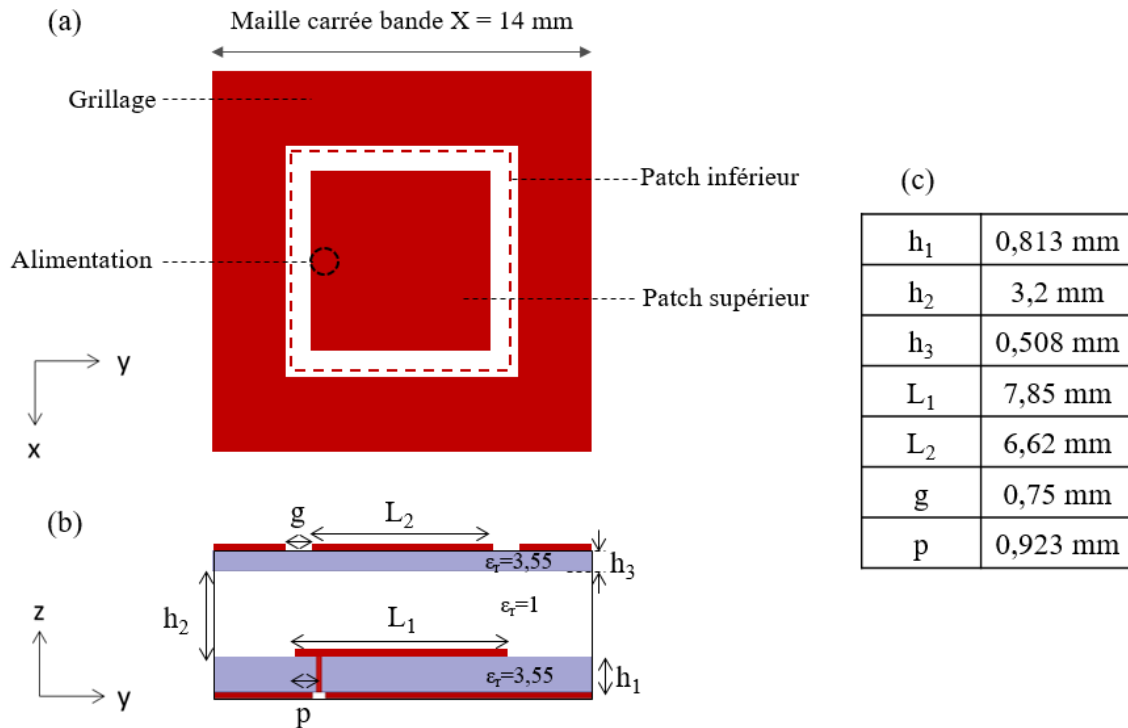 (a)
Maille carrée bande X = 14 mm
Grillage
Patch inférieur
Alimentation
Patch supérieur
y
x
(b)
g
L₂
εᵣ=3,55
h₃
h₂
εᵣ=1
L₁
z
εᵣ=3,55
h₁
y
p
(c)
h₁ 0,813 mm
h₂ 3,2 mm
h₃ 0,508 mm
L₁ 7,85 mm
L₂ 6,62 mm
g 0,75 mm
p 0,923 mm